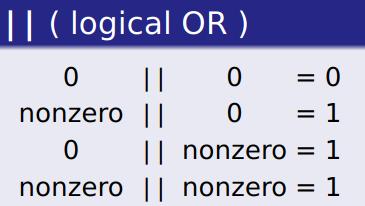 || ( logical OR )
0 || 0 = 0
nonzero || 0 = 1
0 || nonzero = 1
nonzero || nonzero = 1